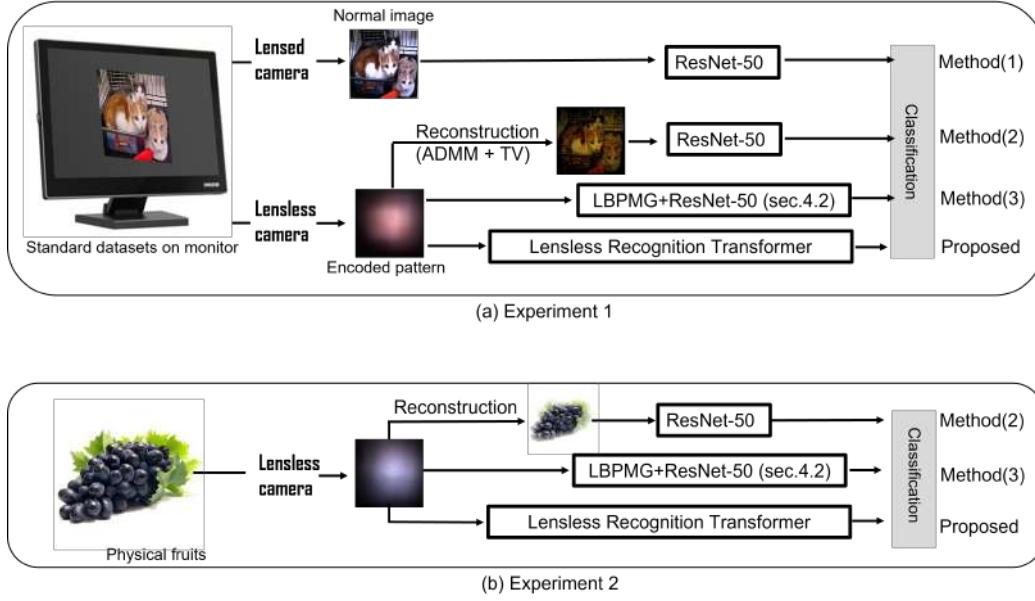 Normal image
Lensed
camera
ResNet-50
Method(1)
Reconstruction
(ADMM + TV)
ResNet-50
Method(2)
Classification
Lensless
camera
LBPMG+ResNet-50 (sec.4.2)
Method(3)
Lensless Recognition Transformer
Proposed
Standard datasets on monitor
Encoded pattern
(a) Experiment 1
Reconstruction
ResNet-50
Method(2)
Classification
Lensless
camera
LBPMG+ResNet-50 (sec.4.2)
Method(3)
Lensless Recognition Transformer
Proposed
Physical fruits
(b) Experiment 2